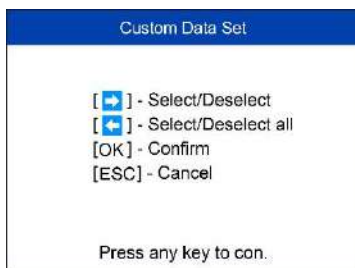 Custom Data Set
[➡] - Select/Deselect
[⬅] - Select/Deselect all
[OK] - Confirm
[ESC] - Cancel
Press any key to con.